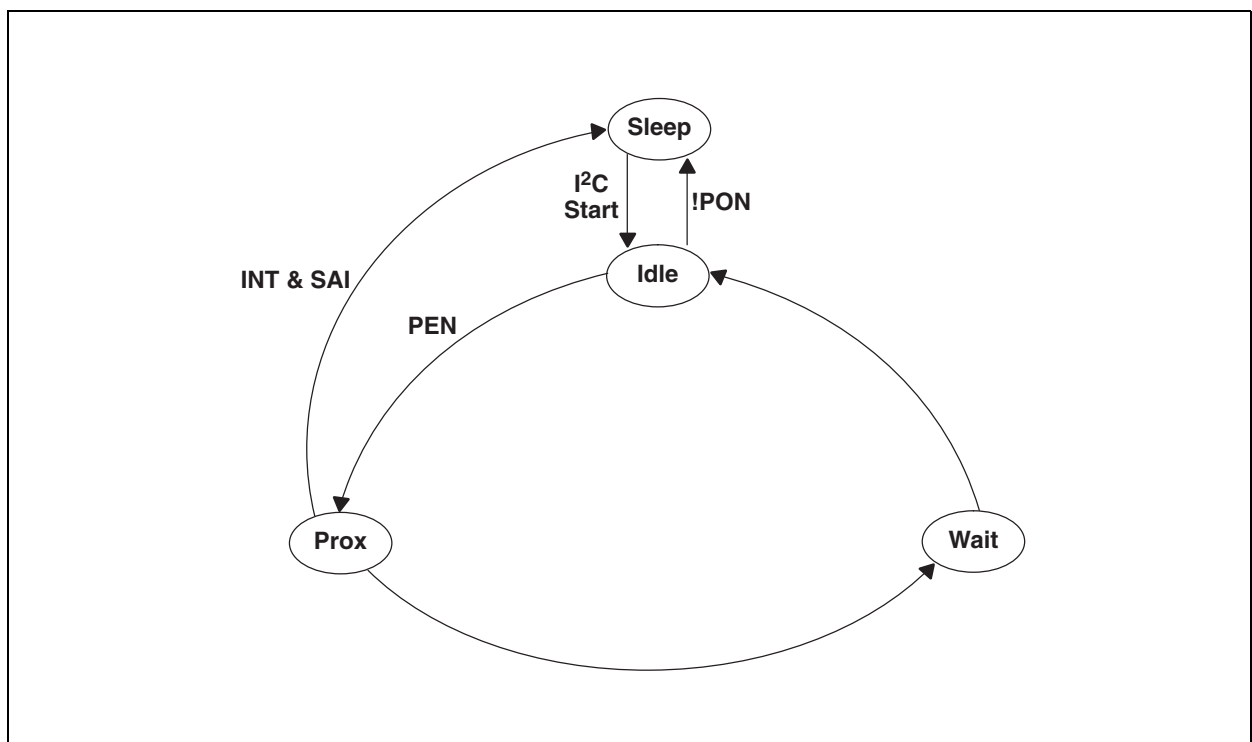 Sleep
I²C
Start
!PON
Idle
INT & SAI
PEN
Prox
Wait